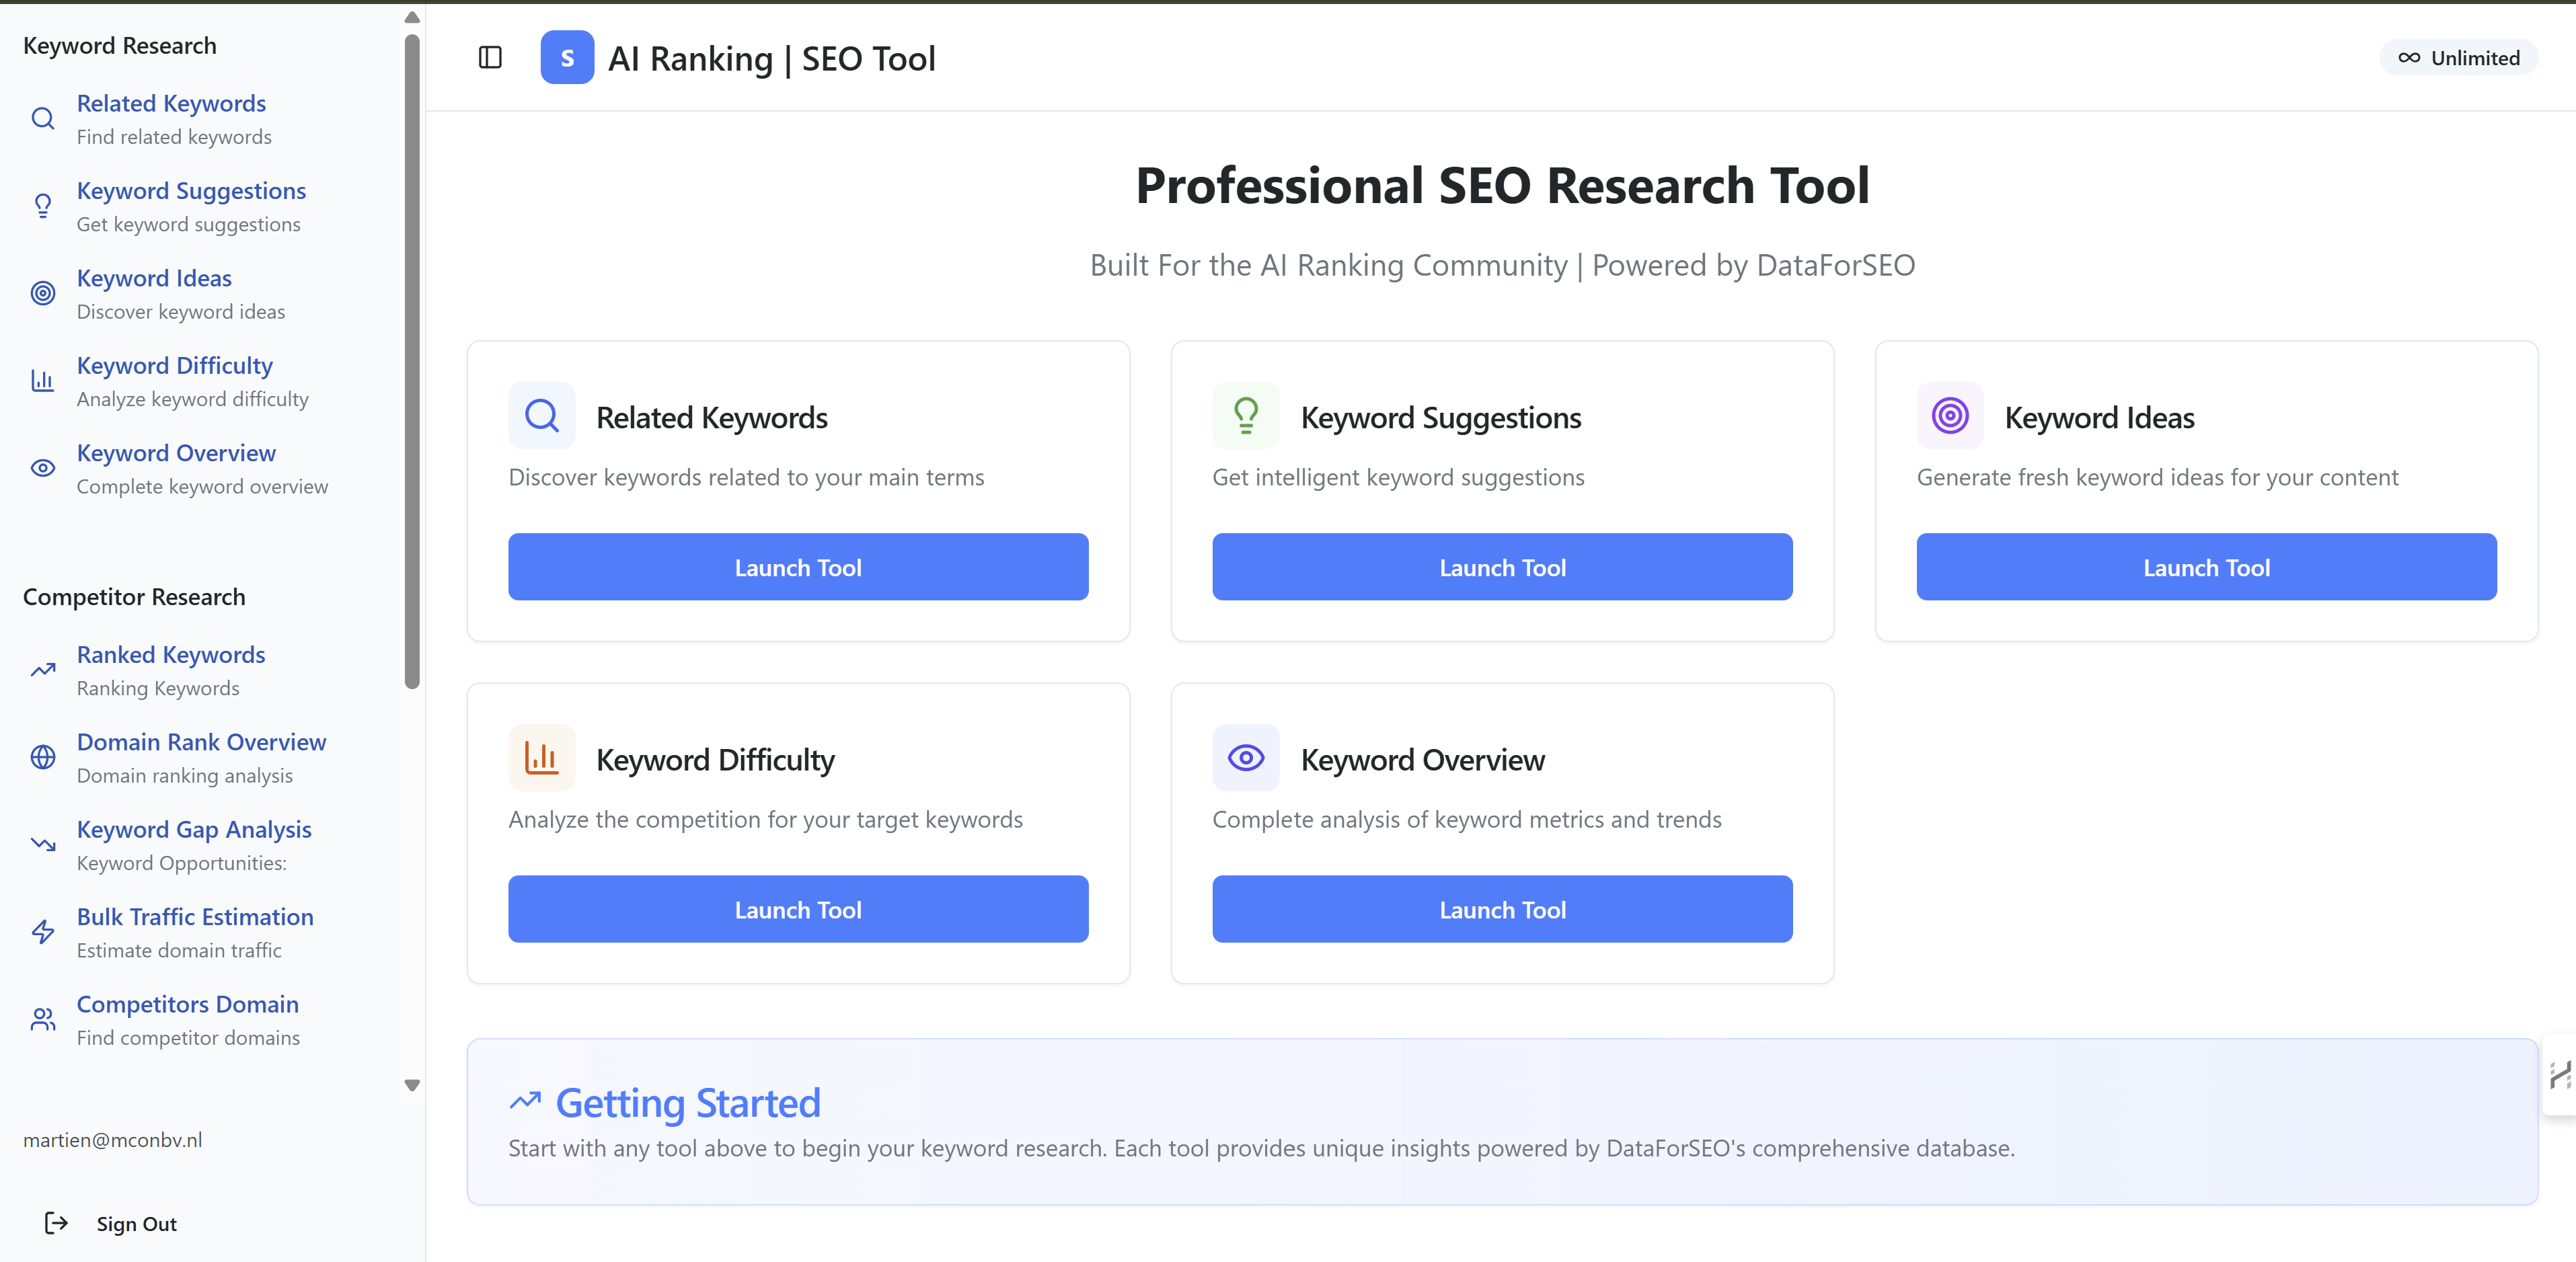 Keyword Research
Related Keywords
Find related keywords
Keyword Suggestions
Get keyword suggestions
Keyword Ideas
Discover keyword ideas
Keyword Difficulty
Analyze keyword difficulty
Keyword Overview
Complete keyword overview
Competitor Research
Ranked Keywords
Ranking Keywords
Domain Rank Overview
Domain ranking analysis
Keyword Gap Analysis
Keyword Opportunities:
Bulk Traffic Estimation
Estimate domain traffic
Competitors Domain
Find competitor domains
martien@mconbv.nl
Sign Out
S
AI Ranking | SEO Tool
Unlimited
Professional SEO Research Tool
Built For the AI Ranking Community | Powered by DataForSEO
Related Keywords
Discover keywords related to your main terms
Launch Tool
Keyword Suggestions
Get intelligent keyword suggestions
Launch Tool
Keyword Ideas
Generate fresh keyword ideas for your content
Launch Tool
Keyword Difficulty
Analyze the competition for your target keywords
Launch Tool
Keyword Overview
Complete analysis of keyword metrics and trends
Launch Tool
Getting Started
Start with any tool above to begin your keyword research. Each tool provides unique insights powered by DataForSEO's comprehensive database.